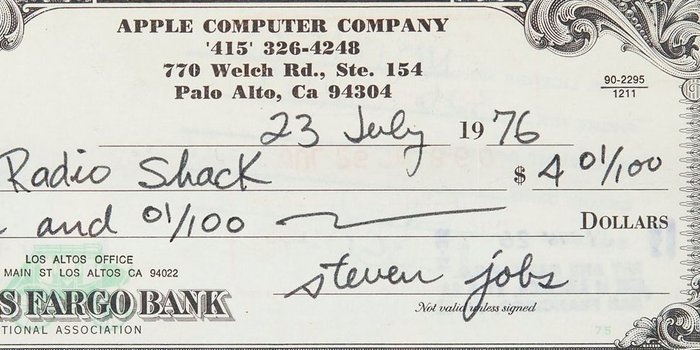 APPLE COMPUTER COMPANY
'415' 326-4248
770 Welch Rd., Ste. 154
Palo Alto, Ca 94304
90-2295
1211
23 July 1976
Radio Shack $ 4 01/100
and 01/100 DOLLARS
LOS ALTOS OFFICE
MAIN ST LOS ALTOS CA 94022
steven jobs
S FARGO BANK
Not valid unless signed
TIONAL ASSOCIATION
75